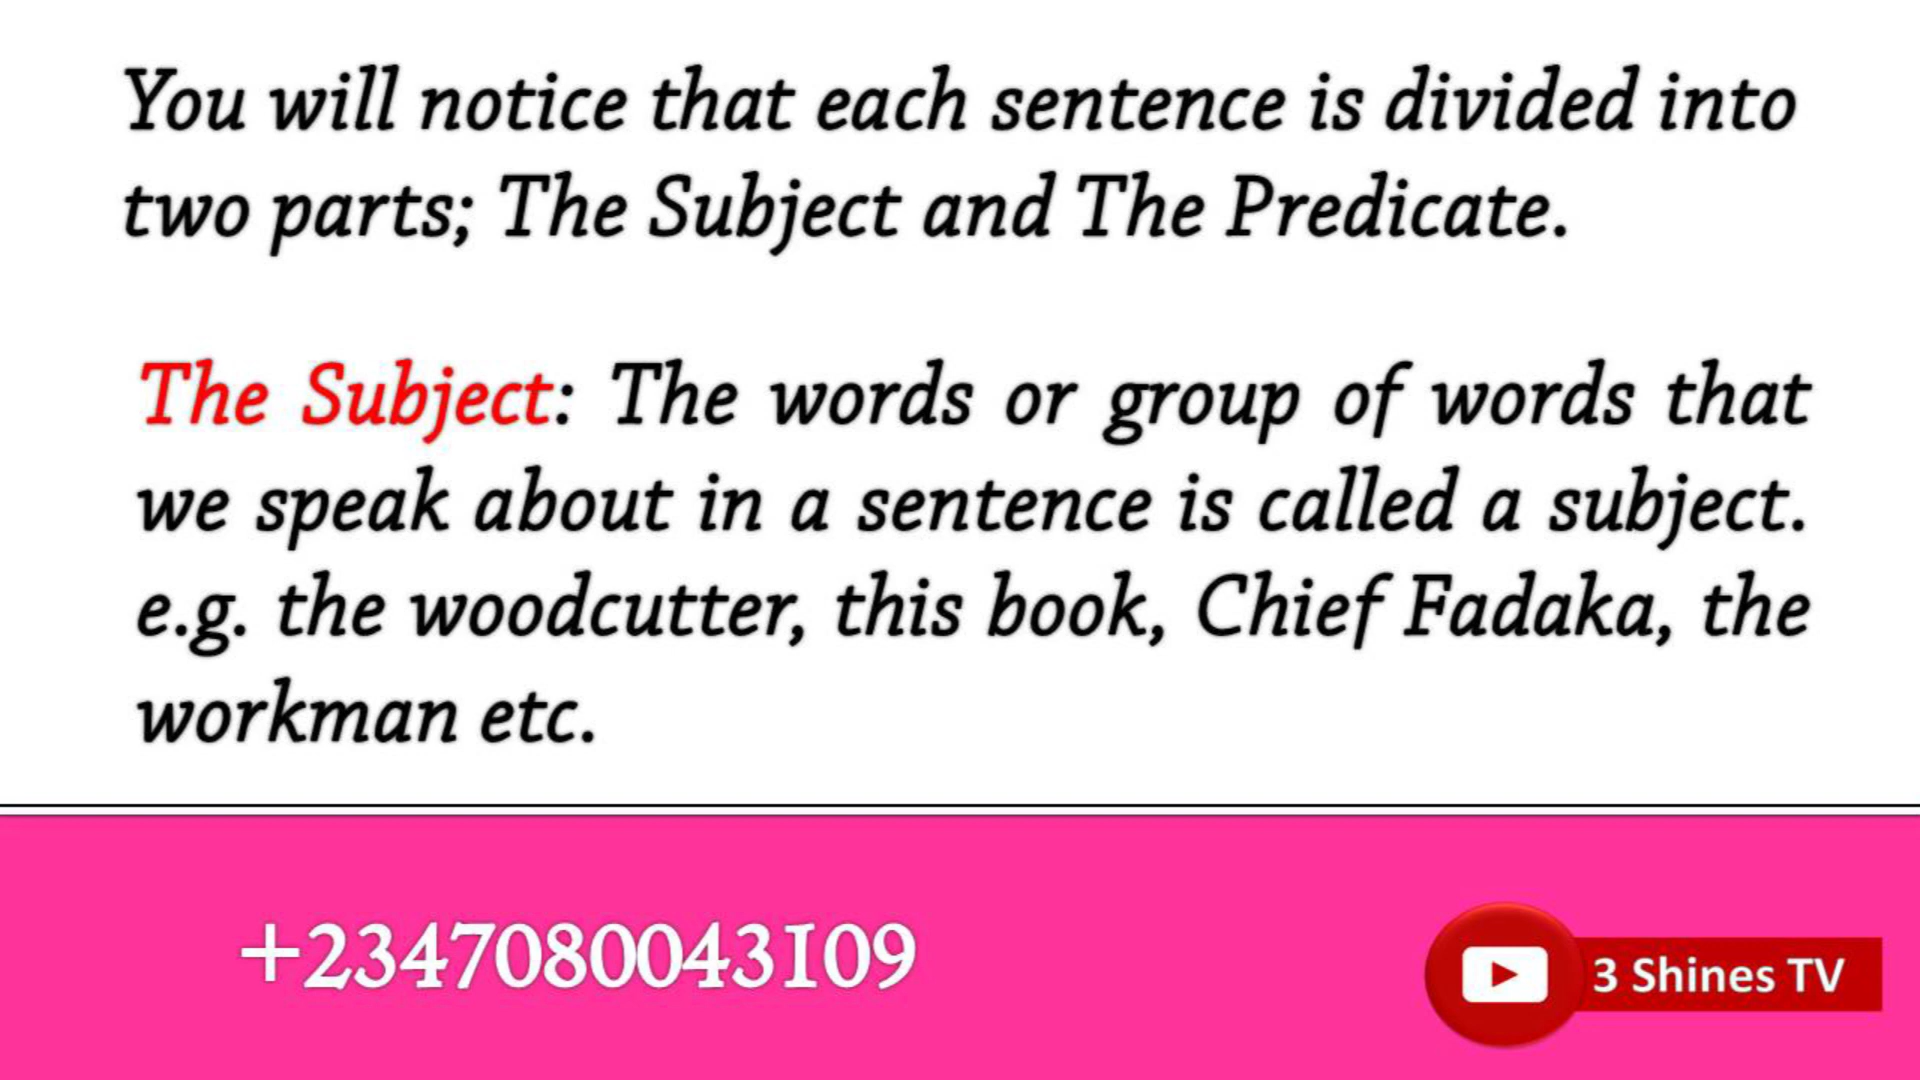 You will notice that each sentence is divided into
two parts; The Subject and The Predicate.
The Subject: The words or group of words that
we speak about in a sentence is called a subject.
e.g. the woodcutter, this book, Chief Fadaka, the
workman etc.
+2347080043109
3 Shines TV